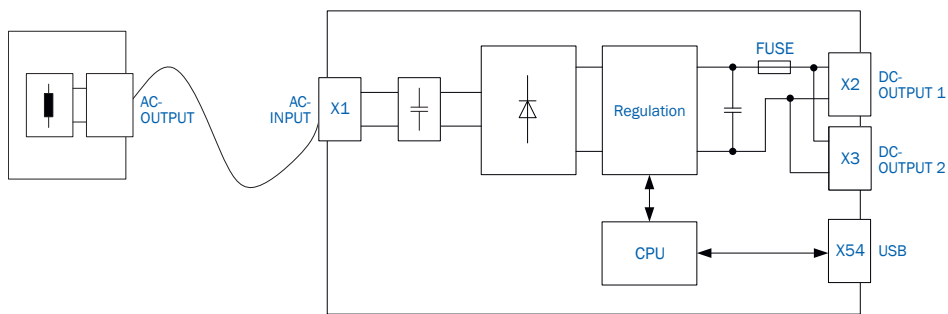 AC-
OUTPUT
AC-
INPUT
X1
Regulation
FUSE
X2
DC-
OUTPUT 1
X3
DC-
OUTPUT 2
CPU
X54
USB